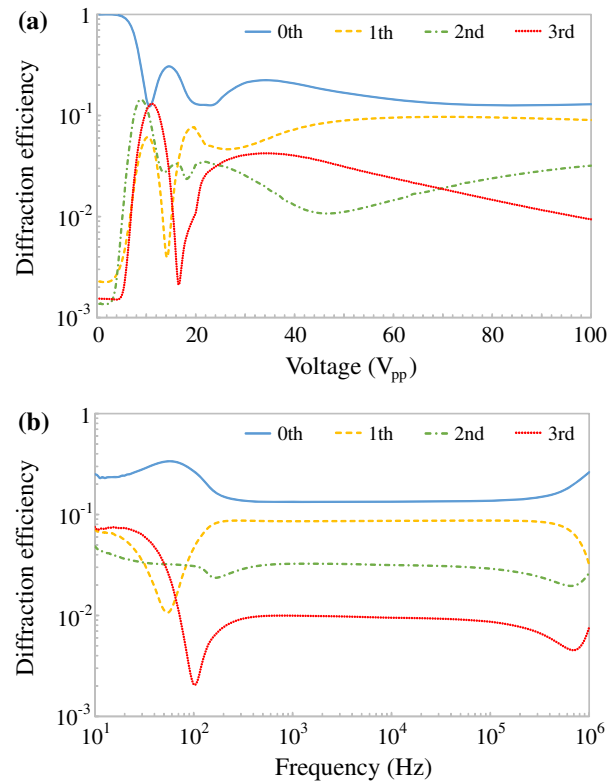 (a)
0th 1th 2nd 3rd
1
10^-1
10^-2
10^-3
Diffraction efficiency
0 20 40 60 80 100
Voltage (V_pp)
(b)
0th 1th 2nd 3rd
1
10^-1
10^-2
10^-3
Diffraction efficiency
10^1 10^2 10^3 10^4 10^5 10^6
Frequency (Hz)